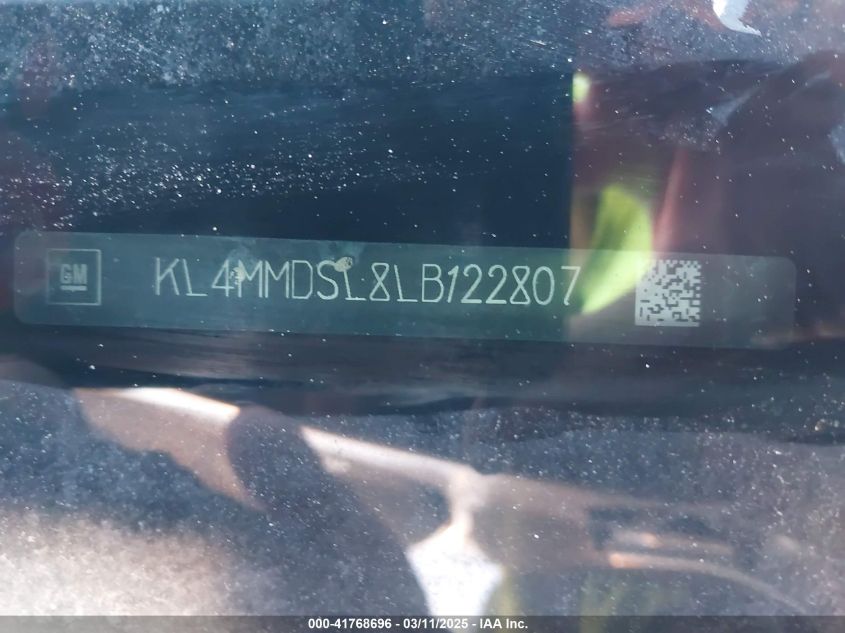 GM
KL4MMDSL8LB122807
000-41768696 - 03/11/2025 - IAA Inc.